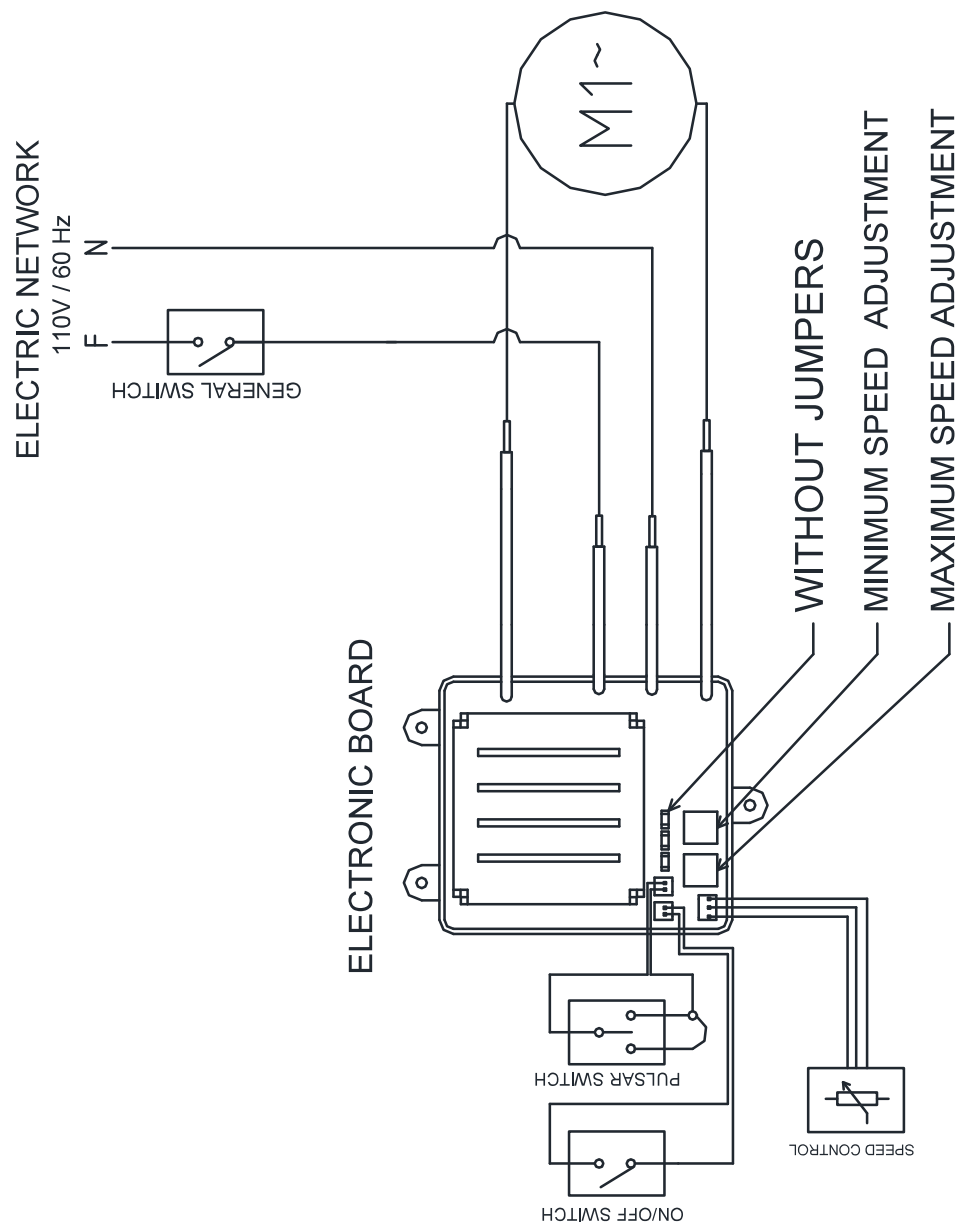 ELECTRIC NETWORK
110V / 60 Hz
F
N
GENERAL SWITCH
M1~
ELECTRONIC BOARD
WITHOUT JUMPERS
MINIMUM SPEED ADJUSTMENT
MAXIMUM SPEED ADJUSTMENT
PULSAR SWITCH
ON/OFF SWITCH
SPEED CONTROL